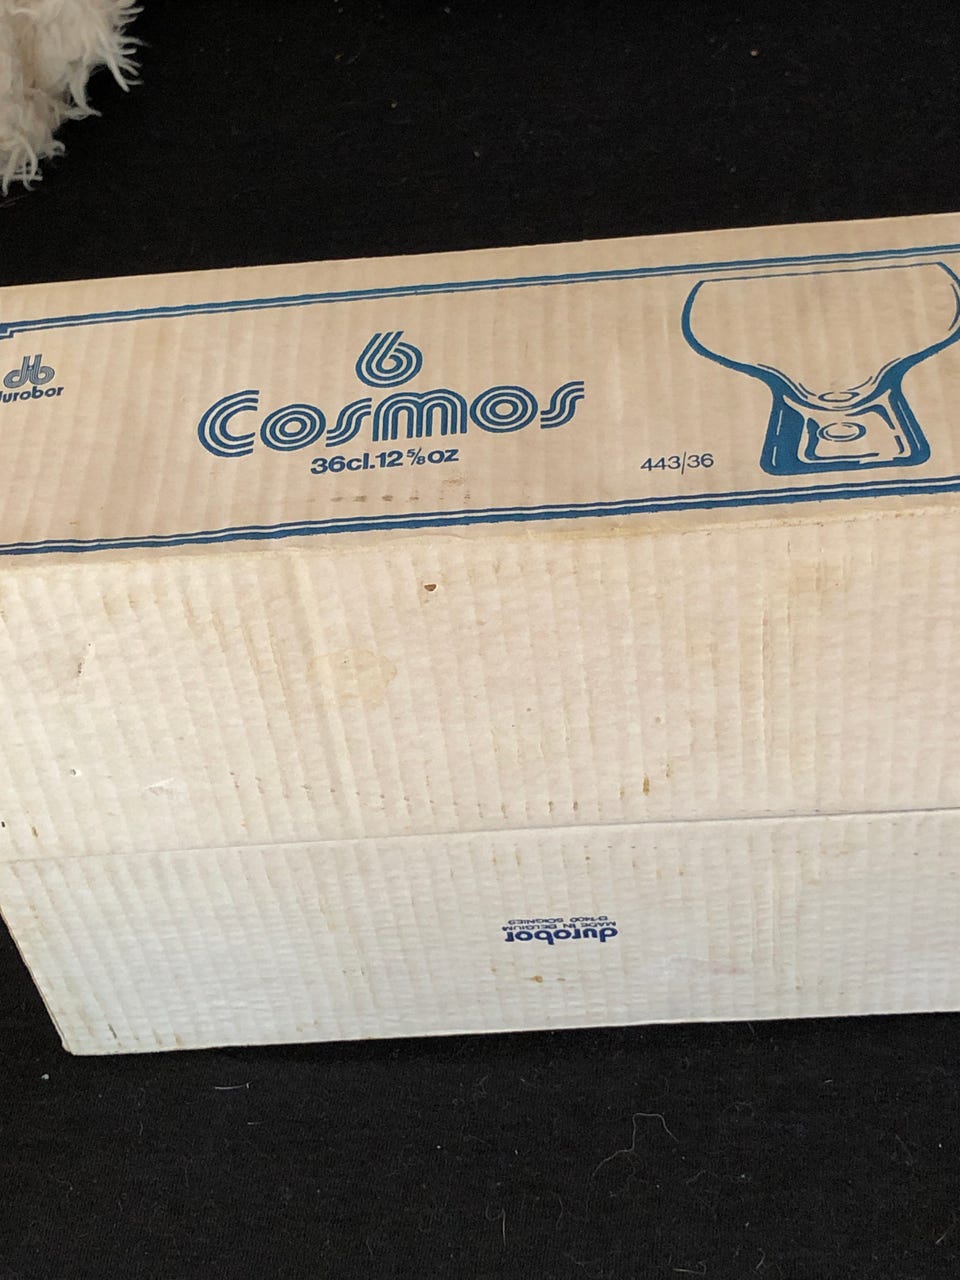 db
durobor
6
Cosmos
36cl.12⅝oz
443/36
durobor
MADE IN BELGIUM
B-7400 SOIGNIES